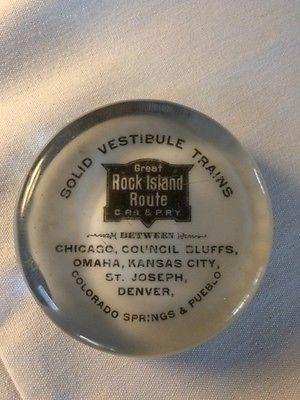 SOLID VESTIBULE TRAINS
Great
Rock Island
Route
C.R.I. & P.RY.
BETWEEN
CHICAGO, COUNCIL BLUFFS,
OMAHA, KANSAS CITY,
ST. JOSEPH,
DENVER,
COLORADO SPRINGS & PUEBLO